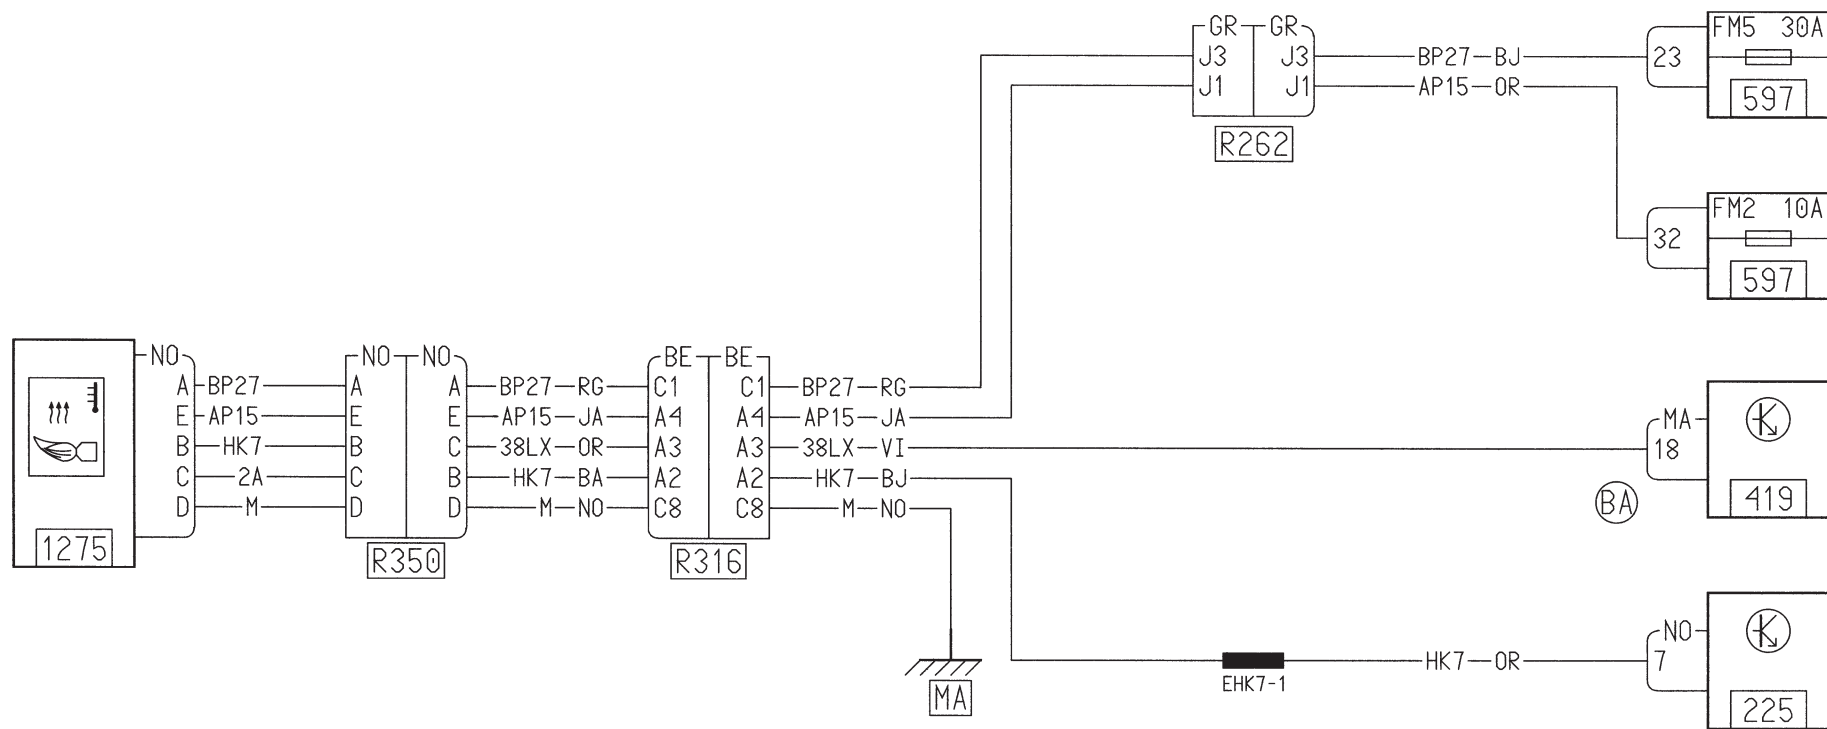 GR GR
J3 J3 BP27 BJ 23 FM5 30A
J1 J1 AP15 OR
597
R262
FM2 10A
32
597
NO NO NO BE BE
A BP27 A A BP27 RG C1 C1 BP27 RG
E AP15 E E AP15 JA A4 A4 AP15 JA MA
B HK7 B C 38LX OR A3 A3 38LX VI 18
C 2A C B HK7 BA A2 A2 HK7 BJ
D M D D M NO C8 C8 M NO BA 419
1275 R350 R316
NO
HK7 OR 7
EHK7-1
MA 225